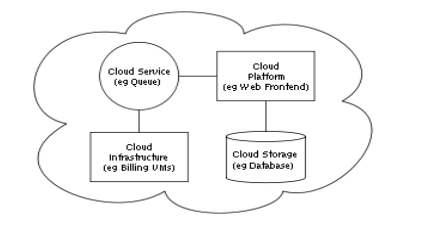 Cloud Service
(eg Queue)
Cloud
Platform
(eg Web Frontend)
Cloud
Infrastructure
(eg Billing VMs)
Cloud Storage
(eg Database)